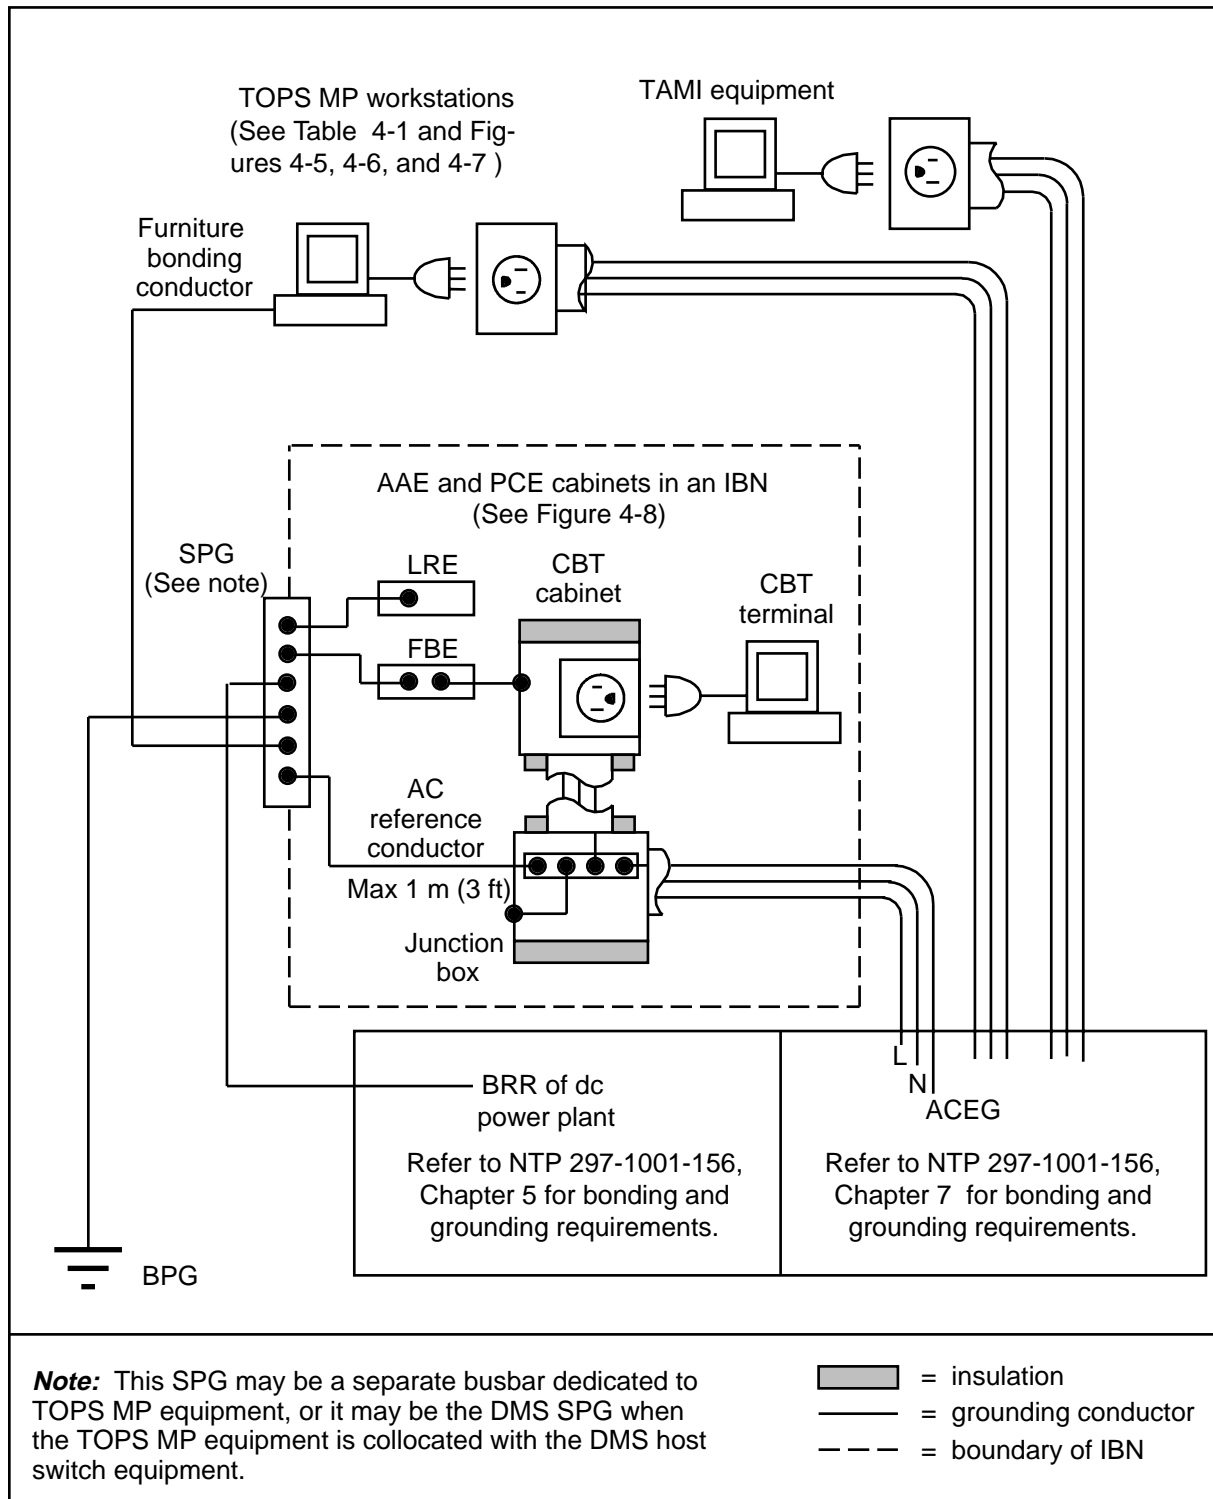 TOPS MP workstations
(See Table 4-1 and Fig-
ures 4-5, 4-6, and 4-7 )
TAMI equipment
Furniture
bonding
conductor
AAE and PCE cabinets in an IBN
(See Figure 4-8)
SPG
(See note)
LRE
FBE
CBT
cabinet
CBT
terminal
AC
reference
conductor
Max 1 m (3 ft)
Junction
box
L
N
ACEG
BRR of dc
power plant
Refer to NTP 297-1001-156,
Chapter 5 for bonding and
grounding requirements.
Refer to NTP 297-1001-156,
Chapter 7 for bonding and
grounding requirements.
BPG
Note: This SPG may be a separate busbar dedicated to
TOPS MP equipment, or it may be the DMS SPG when
the TOPS MP equipment is collocated with the DMS host
switch equipment.
= insulation
= grounding conductor
= boundary of IBN